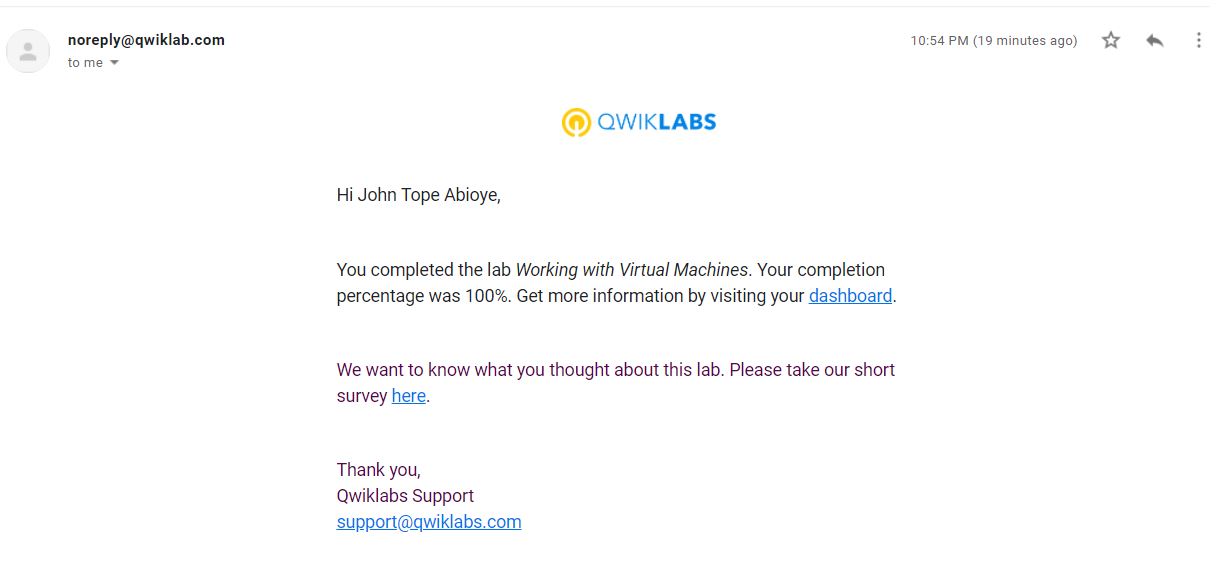 noreply@qwiklab.com
10:54 PM (19 minutes ago)
to me
QWIKLABS
Hi John Tope Abioye,
You completed the lab Working with Virtual Machines. Your completion
percentage was 100%. Get more information by visiting your dashboard.
We want to know what you thought about this lab. Please take our short
survey here.
Thank you,
Qwiklabs Support
support@qwiklabs.com